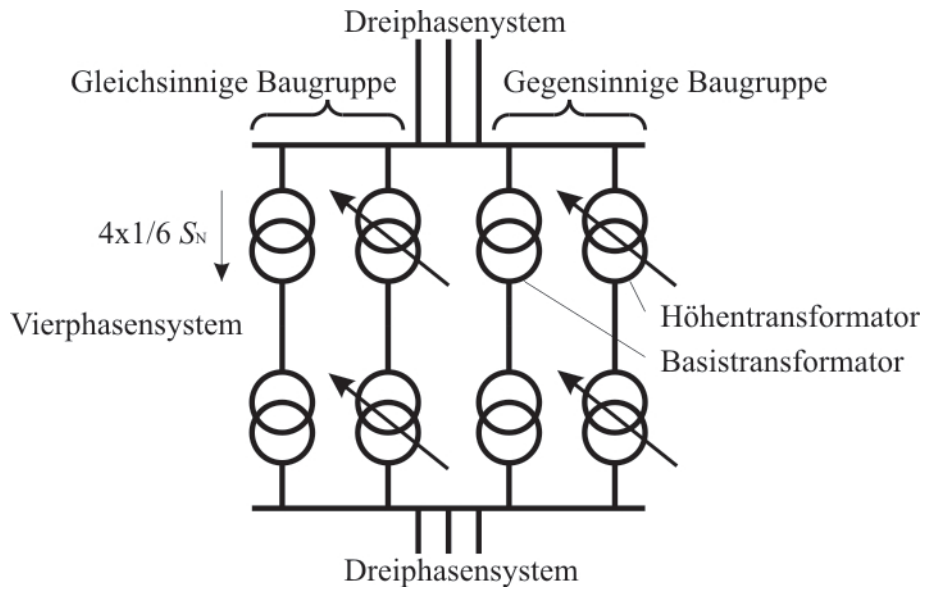 Dreiphasenystem
Gleichsinnige Baugruppe
Gegensinnige Baugruppe
4x1/6 SN
Vierphasensystem
Höhentransformator
Basistransformator
Dreiphasensystem